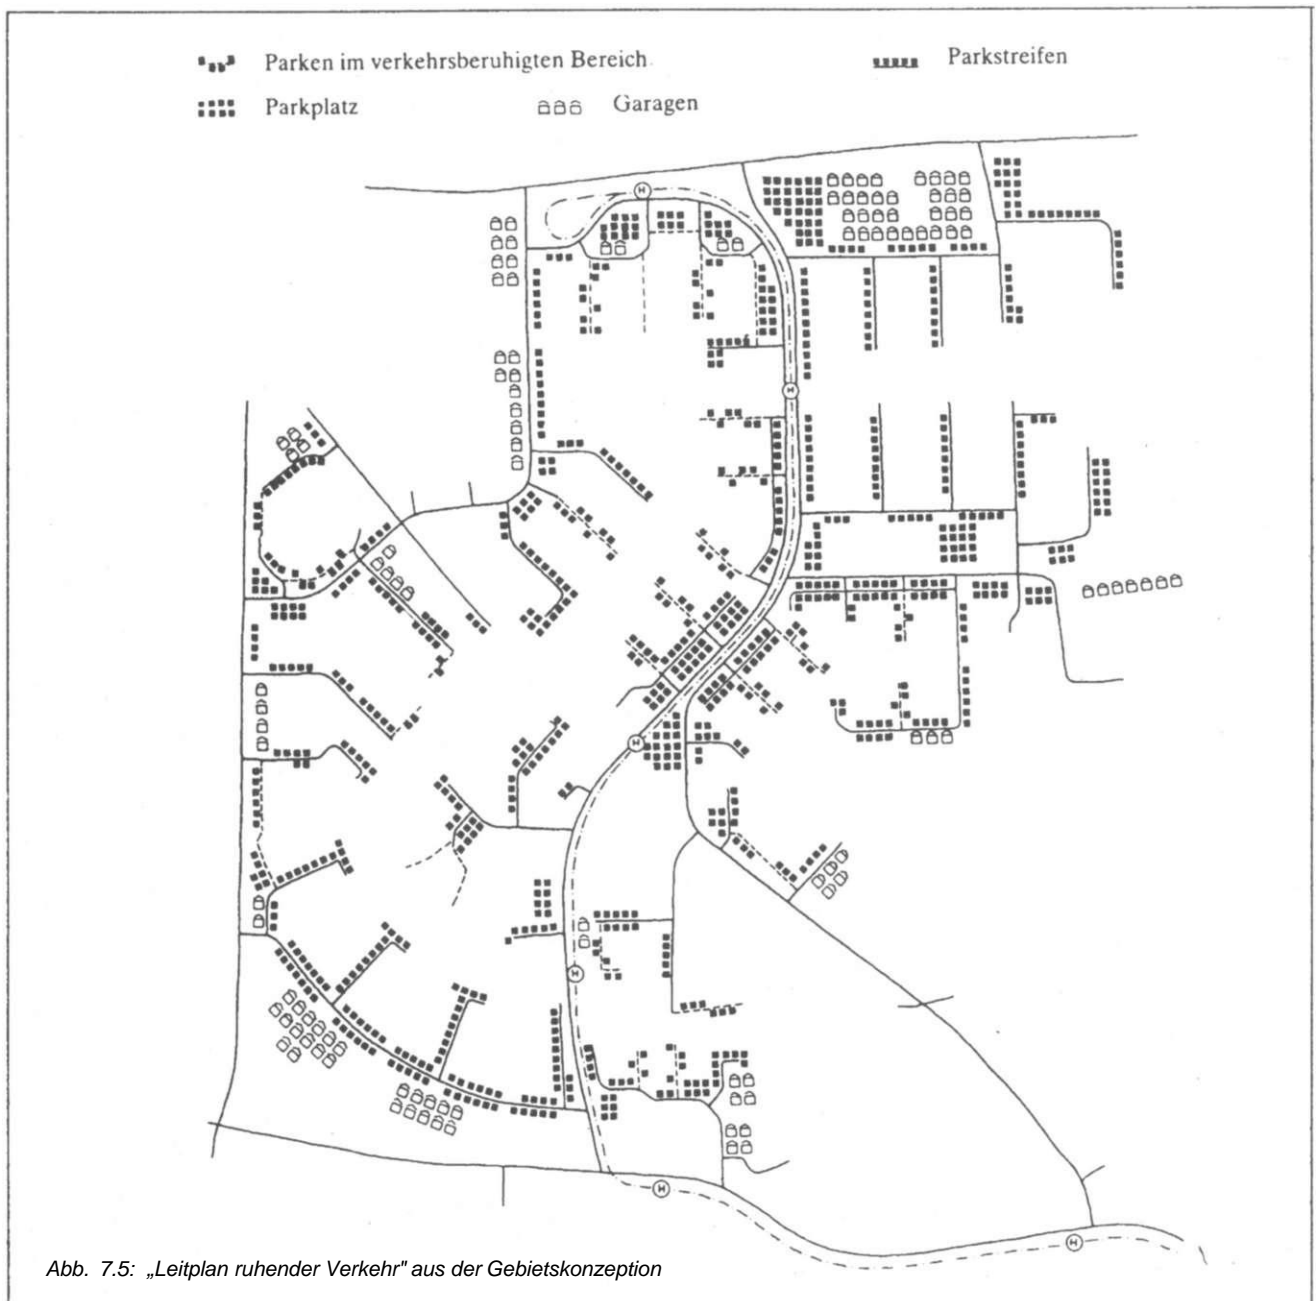 Parken im verkehrsberuhigten Bereich
Parkstreifen
Parkplatz
Garagen
H
H
H
H
H
H
Abb. 7.5: „Leitplan ruhender Verkehr" aus der Gebietskonzeption